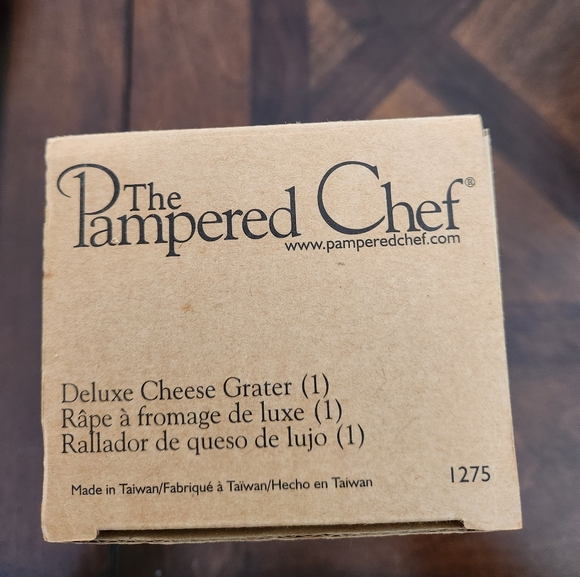 The
Pampered Chef®
www.pamperedchef.com
Deluxe Cheese Grater (1)
Râpe à fromage de luxe (1)
Rallador de queso de lujo (1)
Made in Taiwan/Fabriqué à Taïwan/Hecho en Taiwan
1275